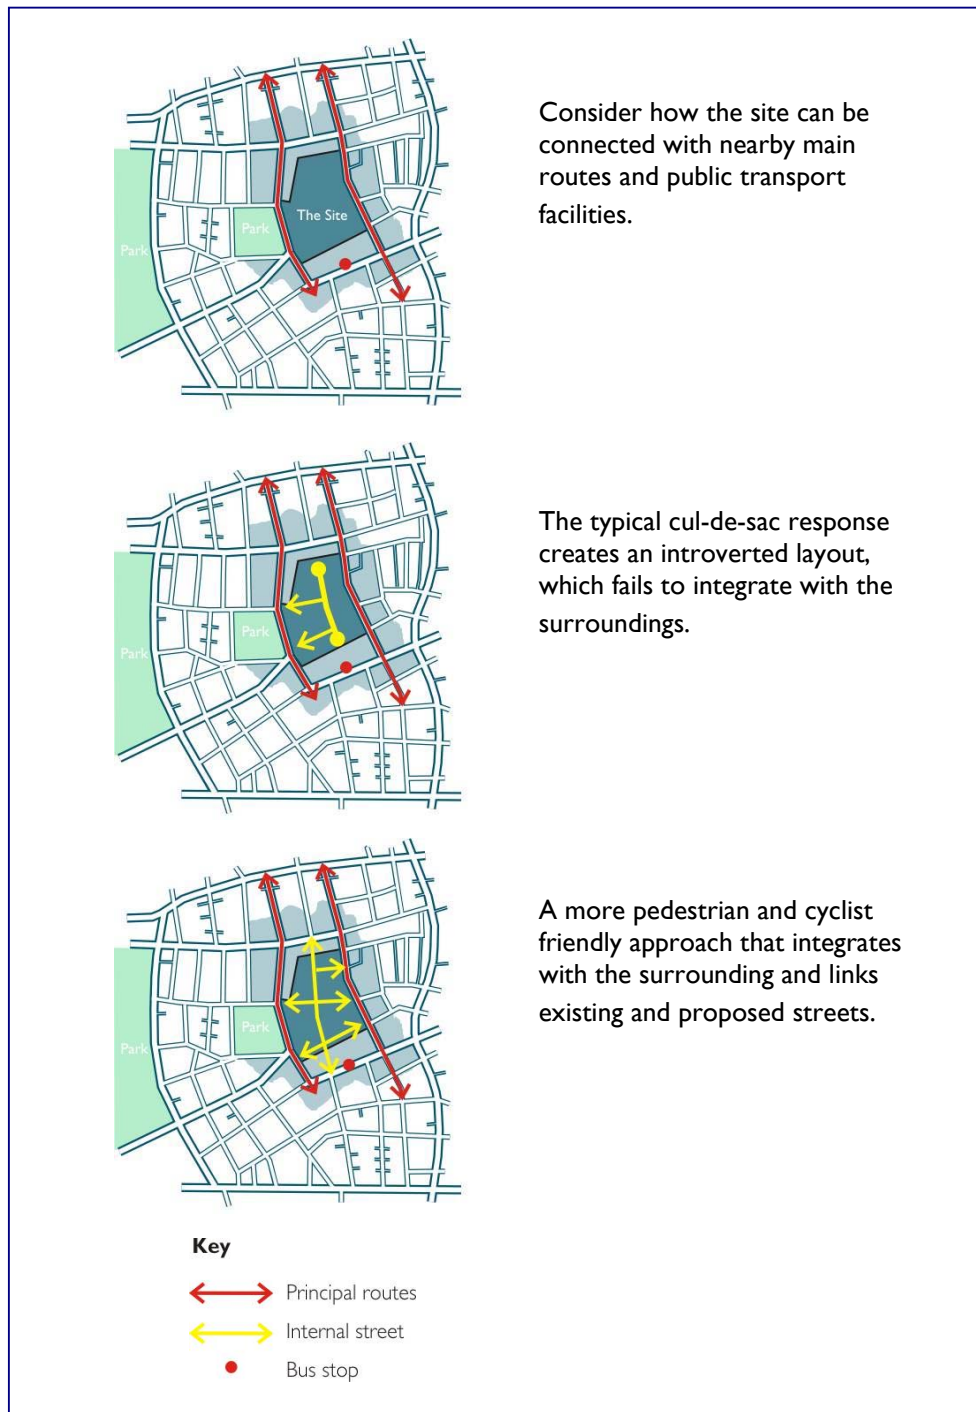 Consider how the site can be
connected with nearby main
routes and public transport
facilities.
The Site
Park
Park
The typical cul-de-sac response
creates an introverted layout,
which fails to integrate with the
surroundings.
Park
Park
A more pedestrian and cyclist
friendly approach that integrates
with the surrounding and links
existing and proposed streets.
Park
Park
Key
Principal routes
Internal street
Bus stop